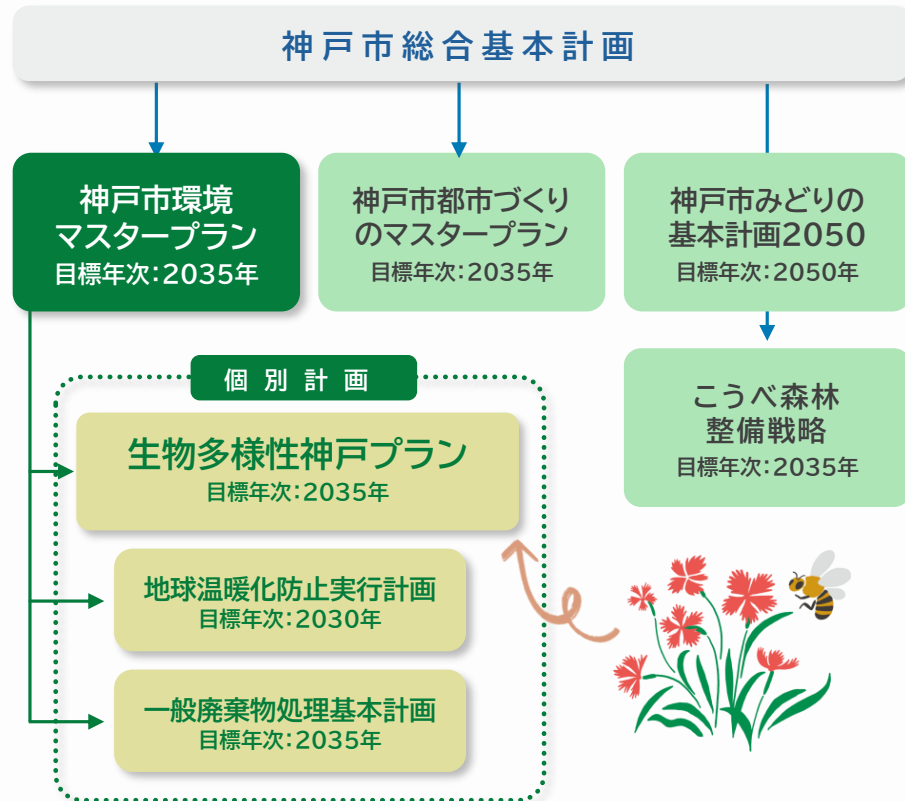 神戸市総合基本計画
神戸市環境
マスタープラン
目標年次：2035年
神戸市都市づくり
のマスタープラン
目標年次：2035年
神戸市みどりの
基本計画2050
目標年次：2050年
個別計画
生物多様性神戸プラン
目標年次：2035年
地球温暖化防止実行計画
目標年次：2030年
一般廃棄物処理基本計画
目標年次：2035年
こうべ森林
整備戦略
目標年次：2035年